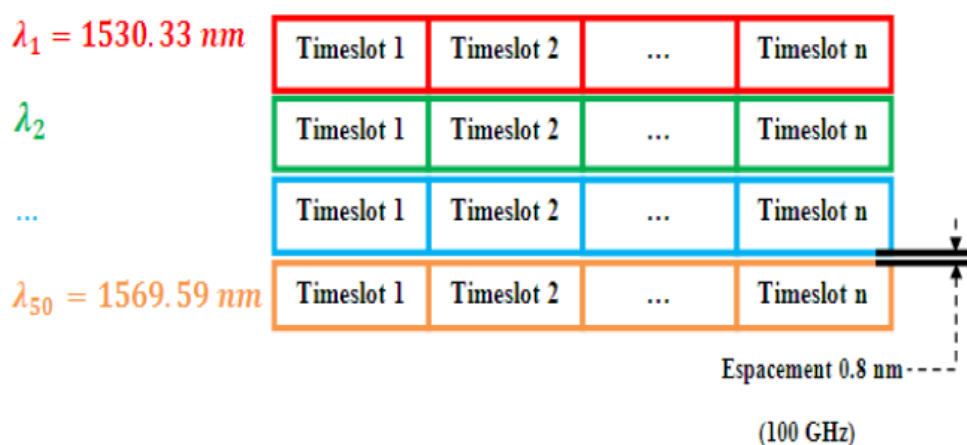 λ₁ = 1530.33 nm
Timeslot 1 Timeslot 2 ... Timeslot n
λ₂
Timeslot 1 Timeslot 2 ... Timeslot n
...
Timeslot 1 Timeslot 2 ... Timeslot n
λ₅₀ = 1569.59 nm
Timeslot 1 Timeslot 2 ... Timeslot n
Espacement 0.8 nm
(100 GHz)